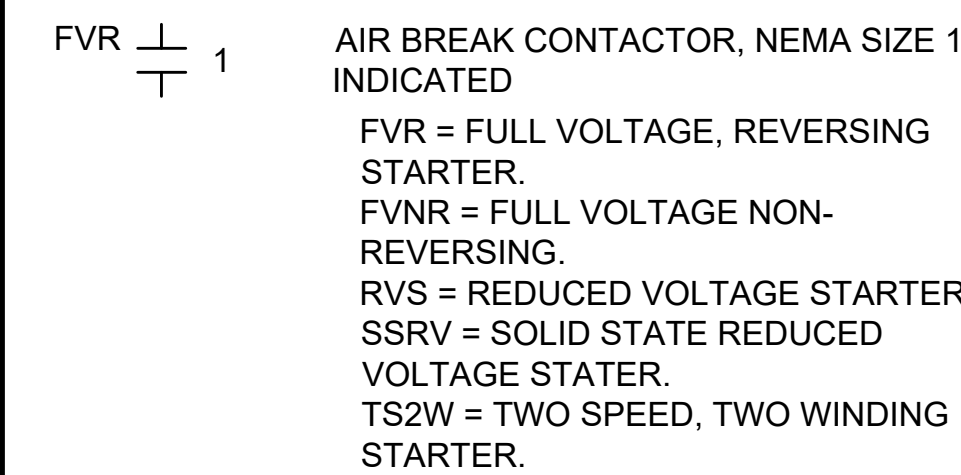 FVR 1 AIR BREAK CONTACTOR, NEMA SIZE 1
INDICATED
FVR = FULL VOLTAGE, REVERSING
STARTER.
FVNR = FULL VOLTAGE NON-
REVERSING.
RVS = REDUCED VOLTAGE STARTER
SSRV = SOLID STATE REDUCED
VOLTAGE STATER.
TS2W = TWO SPEED, TWO WINDING
STARTER.